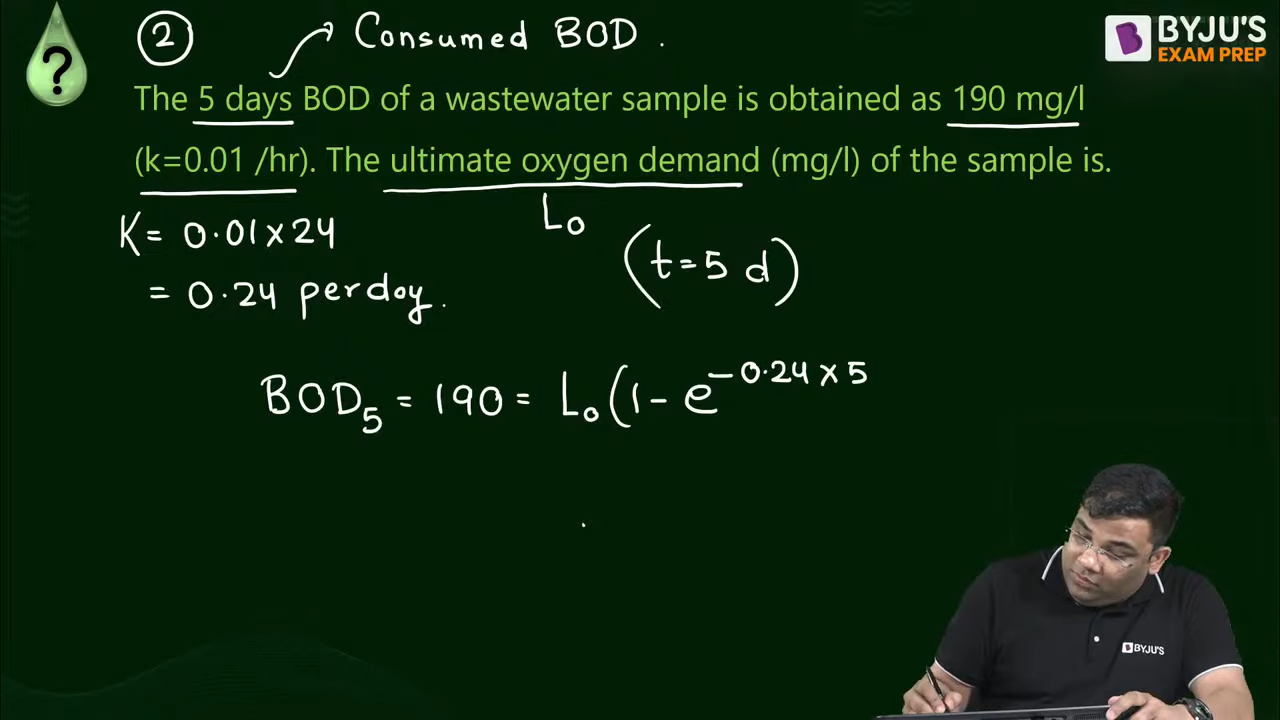 ? 2 Consumed BOD.
BYJU'S
EXAM PREP
The 5 days BOD of a wastewater sample is obtained as 190 mg/l
(k=0.01 /hr). The ultimate oxygen demand (mg/l) of the sample is.
K = 0.01 × 24
L₀
(t = 5 d)
= 0.24 per day.
BOD₅ = 190 = L₀(1 - e^-0.24 × 5
BYJU'S